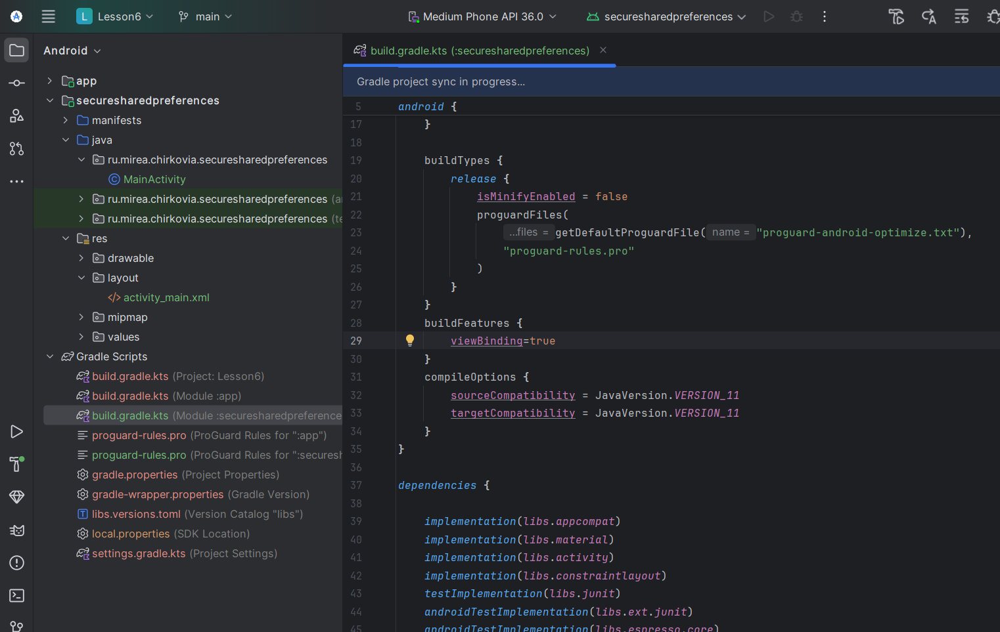 L Lesson6 main Medium Phone API 36.0 securesharedpreferences
Android
app
securesharedpreferences
manifests
java
ru.mirea.chirkovia.securesharedpreferences
MainActivity
ru.mirea.chirkovia.securesharedpreferences (a
ru.mirea.chirkovia.securesharedpreferences (te
res
drawable
layout
</> activity_main.xml
mipmap
values
Gradle Scripts
build.gradle.kts (Project: Lesson6)
build.gradle.kts (Module :app)
build.gradle.kts (Module :securesharedpreference
proguard-rules.pro (ProGuard Rules for ":app")
proguard-rules.pro (ProGuard Rules for ":securesh
gradle.properties (Project Properties)
gradle-wrapper.properties (Gradle Version)
libs.versions.toml (Version Catalog "libs")
local.properties (SDK Location)
settings.gradle.kts (Project Settings)
build.gradle.kts (:securesharedpreferences)
Gradle project sync in progress...
5 android {
17 }
18
19 buildTypes {
20 release {
21 isMinifyEnabled = false
22 proguardFiles(
23 ...files = getDefaultProguardFile( name = "proguard-android-optimize.txt"),
24 "proguard-rules.pro"
25 )
26 }
27 }
28 buildFeatures {
29 viewBinding=true
30 }
31 compileOptions {
32 sourceCompatibility = JavaVersion.VERSION_11
33 targetCompatibility = JavaVersion.VERSION_11
34 }
35 }
36
37 dependencies {
38
39 implementation(libs.appcompat)
40 implementation(libs.material)
41 implementation(libs.activity)
42 implementation(libs.constraintlayout)
43 testImplementation(libs.junit)
44 androidTestImplementation(libs.ext.junit)
45 androidTestImplementation(libs.espresso.core)